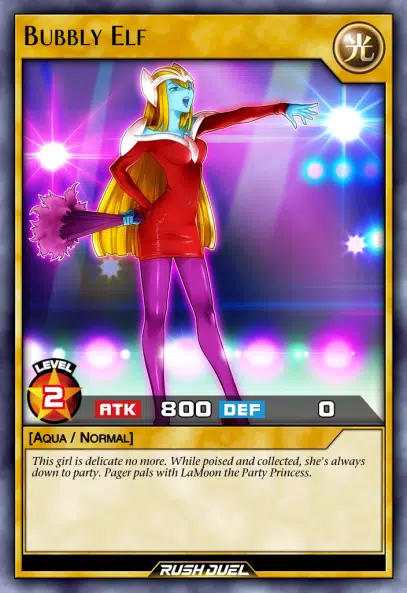 Bubbly Elf
光
LEVEL
2
ATK 800 DEF 0
[Aqua / Normal]
This girl is delicate no more. While poised and collected, she's always
down to party. Pager pals with LaMoon the Party Princess.
RUSH DUEL